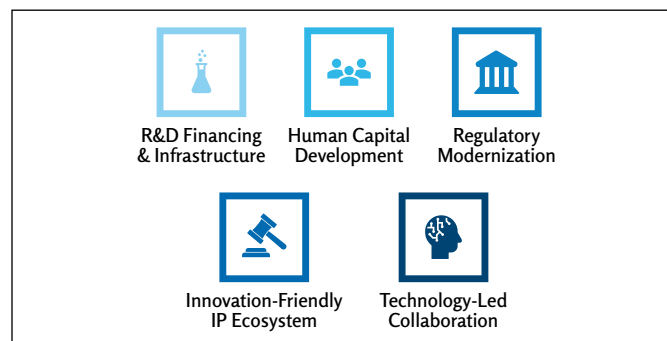 R&D Financing
& Infrastructure
Human Capital
Development
Regulatory
Modernization
Innovation-Friendly
IP Ecosystem
Technology-Led
Collaboration